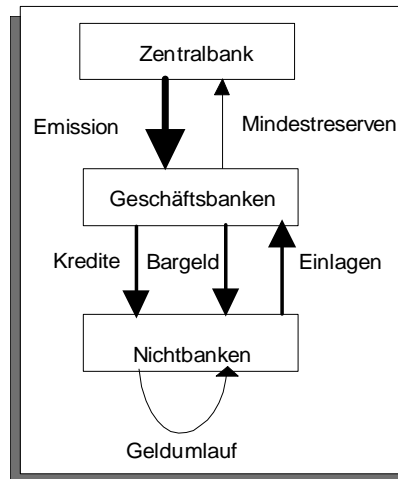 Zentralbank
Emission
Mindestreserven
Geschäftsbanken
Kredite
Bargeld
Einlagen
Nichtbanken
Geldumlauf